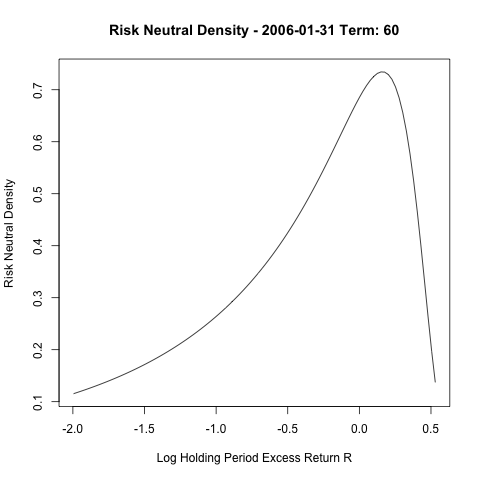 Risk Neutral Density - 2006-01-31 Term: 60
Risk Neutral Density
0.7
0.6
0.5
0.4
0.3
0.2
0.1
-2.0 -1.5 -1.0 -0.5 0.0 0.5
Log Holding Period Excess Return R